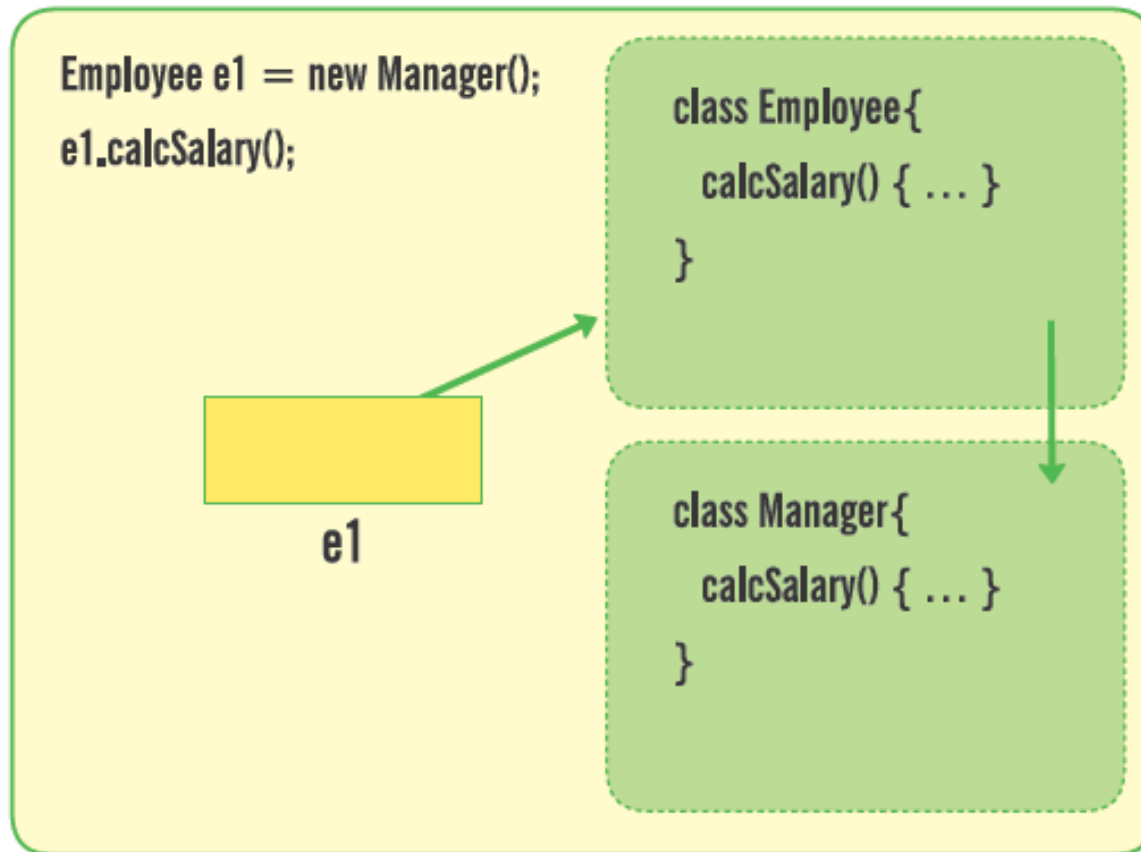 Employee e1 = new Manager();
e1.calcSalary();
class Employee{
calcSalary() { ... }
}
e1
class Manager{
calcSalary() { ... }
}